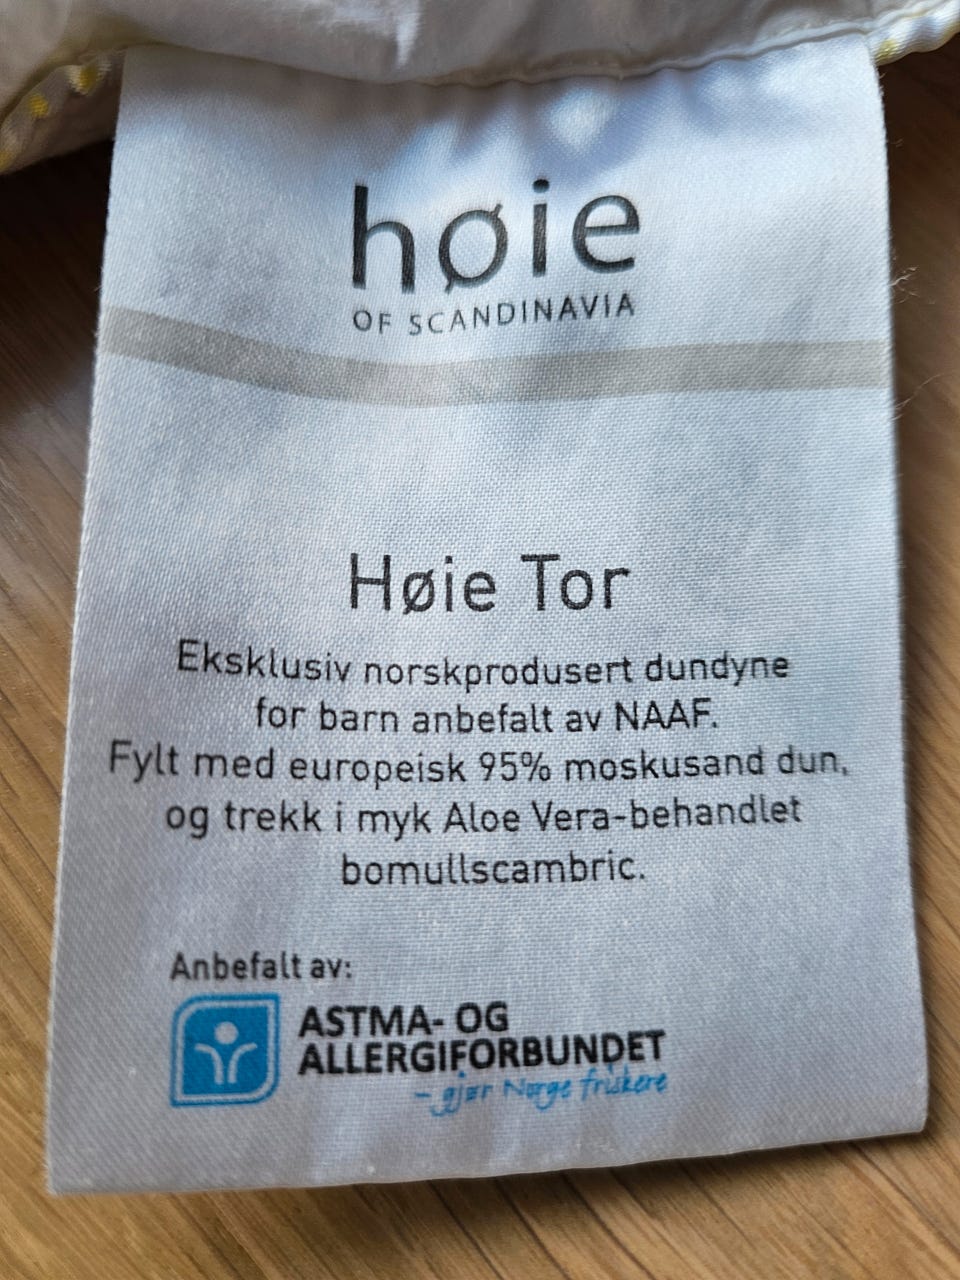 høie
OF SCANDINAVIA
Høie Tor
Eksklusiv norskprodusert dundyne
for barn anbefalt av NAAF.
Fylt med europeisk 95% moskusand dun,
og trekk i myk Aloe Vera-behandlet
bomullscambric.
Anbefalt av:
ASTMA- OG
ALLERGIFORBUNDET
- gjør Norge friskere